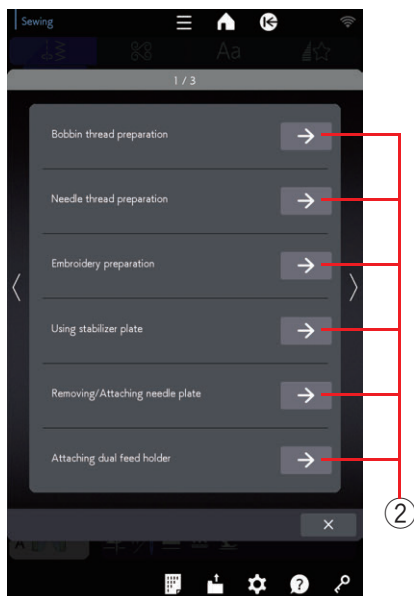 Sewing
Aa
1 / 3
Bobbin thread preparation
Needle thread preparation
Embroidery preparation
Using stabilizer plate
Removing/Attaching needle plate
Attaching dual feed holder
②
A